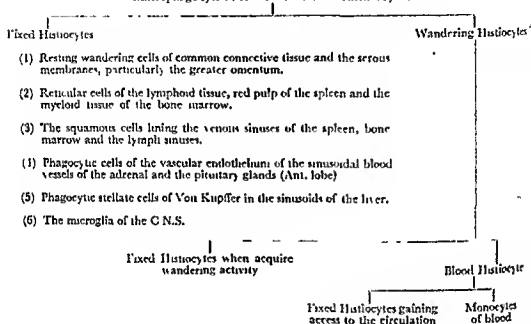 Fixed Histiocytes
Wandering Histiocytes
(1) Resting wandering cells of common connective tissue and the serous
membranes, particularly the greater omentum.
(2) Reticular cells of the lymphoid tissue, red pulp of the spleen and the
myeloid tissue of the bone marrow.
(3) The squamous cells lining the venous sinuses of the spleen, bone
marrow and the lymph sinuses.
(4) Phagocytic cells of the vascular endothelium of the sinusoidal blood
vessels of the adrenal and the pituitary glands (Ant. lobe)
(5) Phagocytic stellate cells of Von Kupffer in the sinusoids of the liver.
(6) The microglia of the C N.S.
Fixed Histiocytes when acquire
wandering activity
Blood Histiocyte
Fixed Histiocytes gaining
access to the circulation
Monocytes
of blood